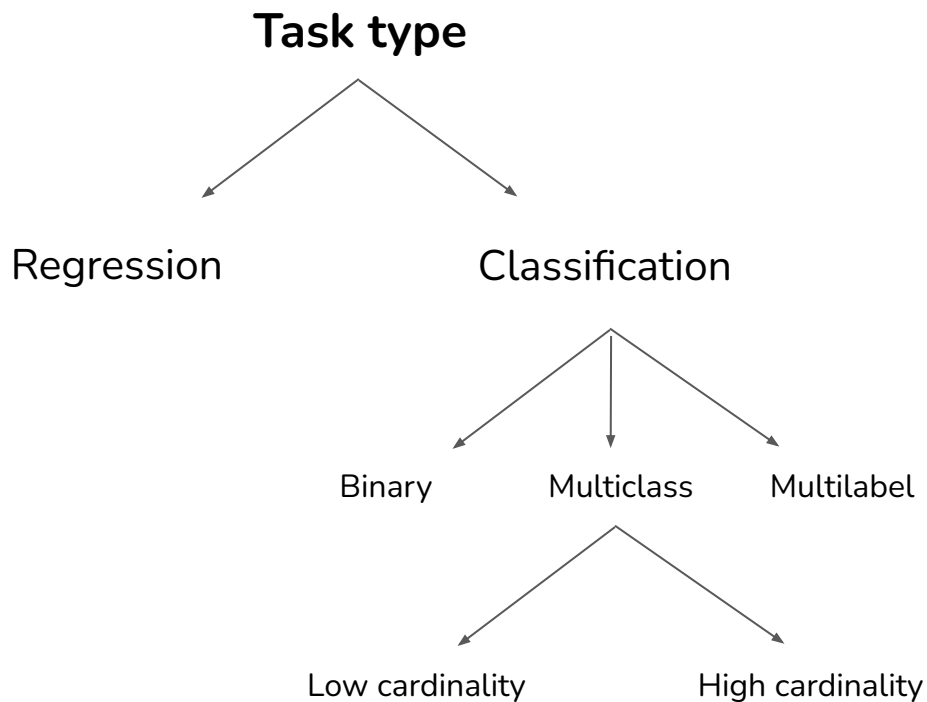 Task type
Regression
Classification
Binary
Multiclass
Multilabel
Low cardinality
High cardinality